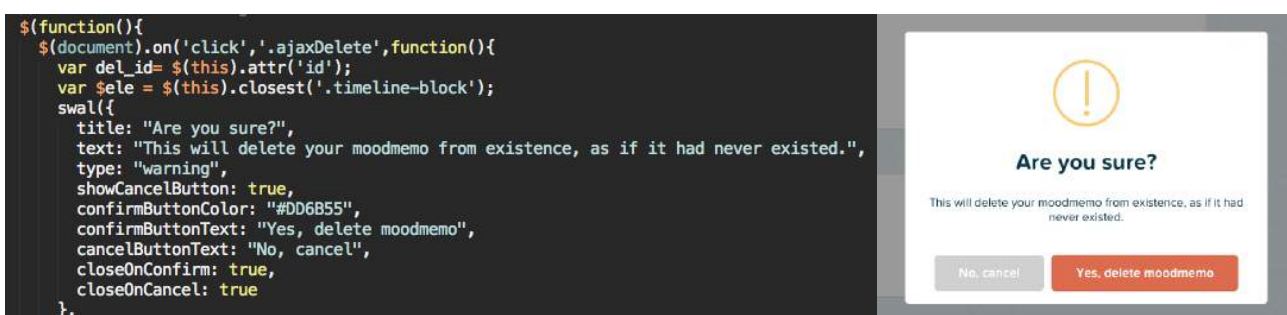 $(function(){
$(document).on('click','.ajaxDelete',function(){
var del_id= $(this).attr('id');
var $ele = $(this).closest('.timeline-block');
swal({
title: "Are you sure?",
text: "This will delete your moodmemo from existence, as if it had never existed.",
type: "warning",
showCancelButton: true,
confirmButtonColor: "#DD6B55",
confirmButtonText: "Yes, delete moodmemo",
cancelButtonText: "No, cancel",
closeOnConfirm: true,
closeOnCancel: true
},
Are you sure?
This will delete your moodmemo from existence, as if it had
never existed.
No, cancel
Yes, delete moodmemo